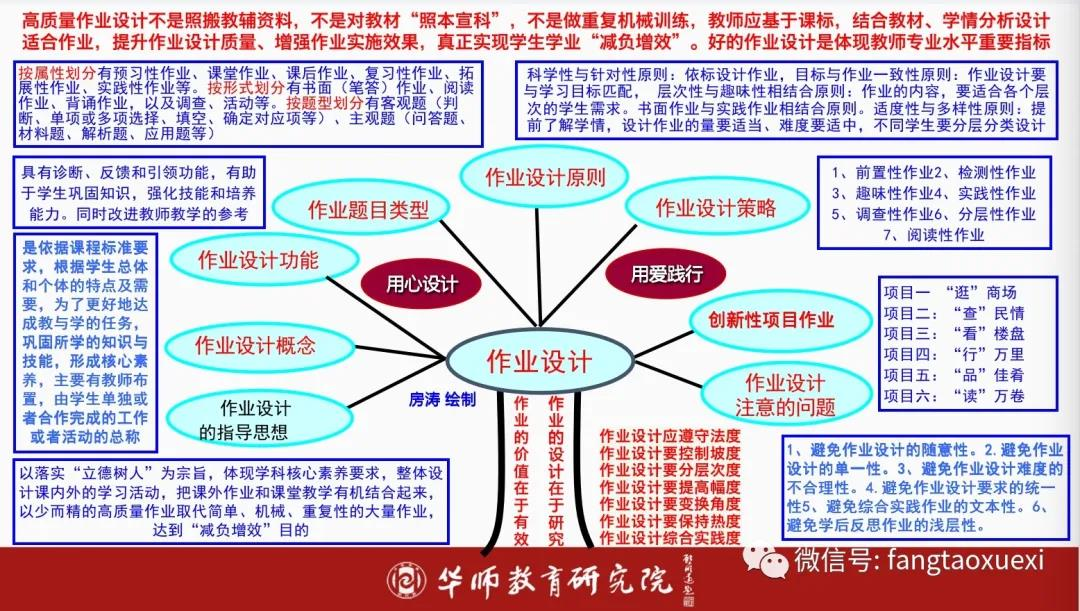 高质量作业设计不是照搬教辅资料，不是对教材“照本宣科”，不是做重复机械训练，教师应基于课标，结合教材、学情分析设计
适合作业，提升作业设计质量、增强作业实施效果，真正实现学生学业“减负增效”。好的作业设计是体现教师专业水平重要指标
按属性划分有预习性作业、课堂作业、课后作业、复习性作业、拓
展性作业、实践性作业等。按形式划分有书面（笔答）作业、阅读
作业、背诵作业，以及调查、活动等。按题型划分有客观题（判
断、单项或多项选择、填空、确定对应项等）、主观题（问答题、
材料题、解析题、应用题等）
科学性与针对性原则：依标设计作业，目标与作业一致性原则：作业设计要
与学习目标匹配， 层次性与趣味性相结合原则：作业的内容，要适合各个层
次的学生需求。书面作业与实践作业相结合原则。适度性与多样性原则：提
前了解学情，设计作业的量要适当、难度要适中，不同学生要分层分类设计
具有诊断、反馈和引领功能，有助
于学生巩固知识，强化技能和培养
能力。同时改进教师教学的参考
作业题目类型
作业设计原则
作业设计策略
1、前置性作业2、检测性作业
3、趣味性作业4、实践性作业
5、调查性作业6、分层性作业
7、阅读性作业
是依据课程标准要
求，根据学生总体
和个体的特点及需
要，为了更好地达
成教与学的任务，
巩固所学的知识与
技能，形成核心素
养，主要有教师布
置，由学生单独或
者合作完成的工作
或者活动的总称
作业设计功能
用心设计
用爱践行
作业设计概念
作业设计
创新性项目作业
项目一 “逛”商场
项目二：“查”民情
项目三：“看”楼盘
项目四：“行”万里
项目五：“品”佳肴
项目六：“读”万卷
作业设计
的指导思想
房涛 绘制
作业设计
注意的问题
作业的价值在于有效
作业的设计在于研究
作业设计应遵守法度
作业设计要控制坡度
作业设计要分层次度
作业设计要提高幅度
作业设计要变换角度
作业设计要保持热度
作业设计综合实践度
以落实“立德树人”为宗旨，体现学科核心素养要求，整体设
计课内外的学习活动，把课外作业和课堂教学有机结合起来，
以少而精的高质量作业取代简单、机械、重复性的大量作业，
达到“减负增效”目的
1、避免作业设计的随意性。2.避免作业
设计的单一性。3、避免作业设计难度的
不合理性。4.避免作业设计要求的统一
性5、避免综合实践作业的文本性。6、
避免学后反思作业的浅层性。
华师教育研究院
微信号: fangtaoxuexi